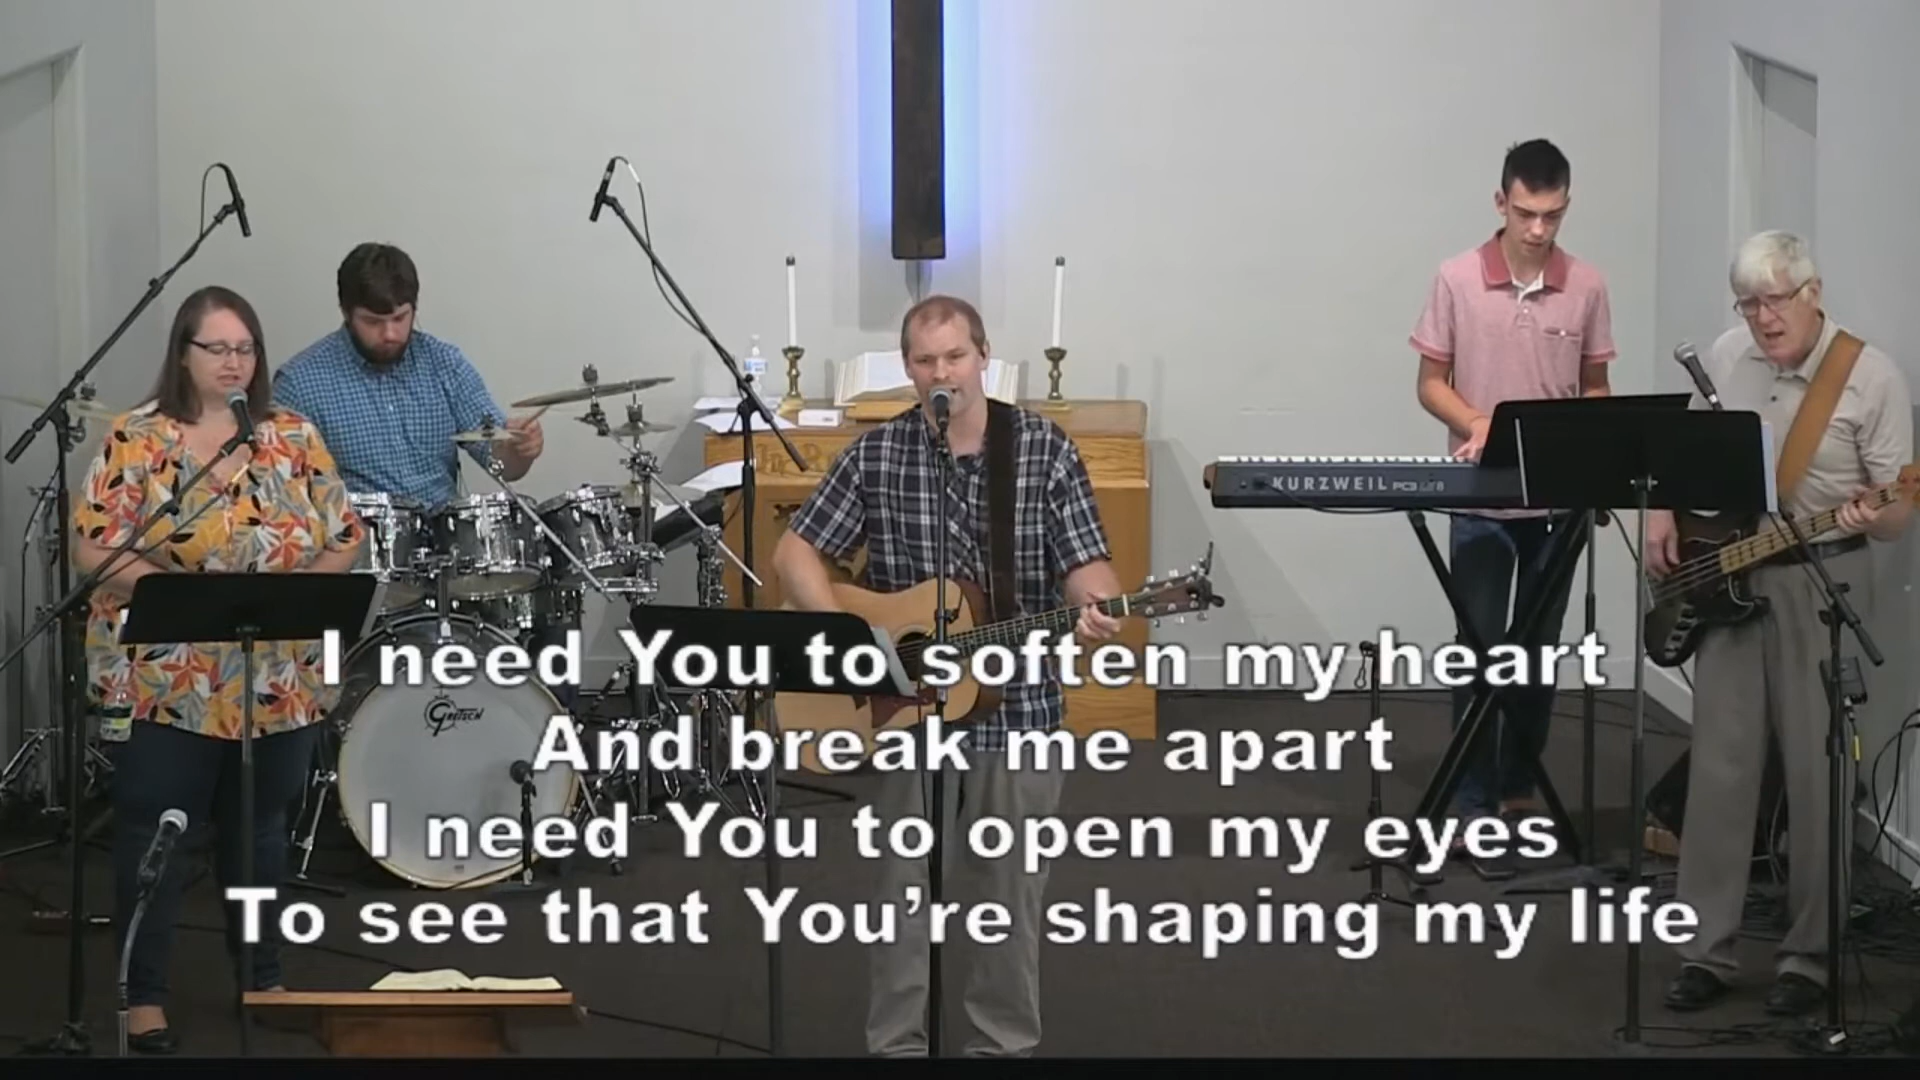 KURZWEIL PC3
GRETSCH
I need You to soften my heart
And break me apart
I need You to open my eyes
To see that You're shaping my life